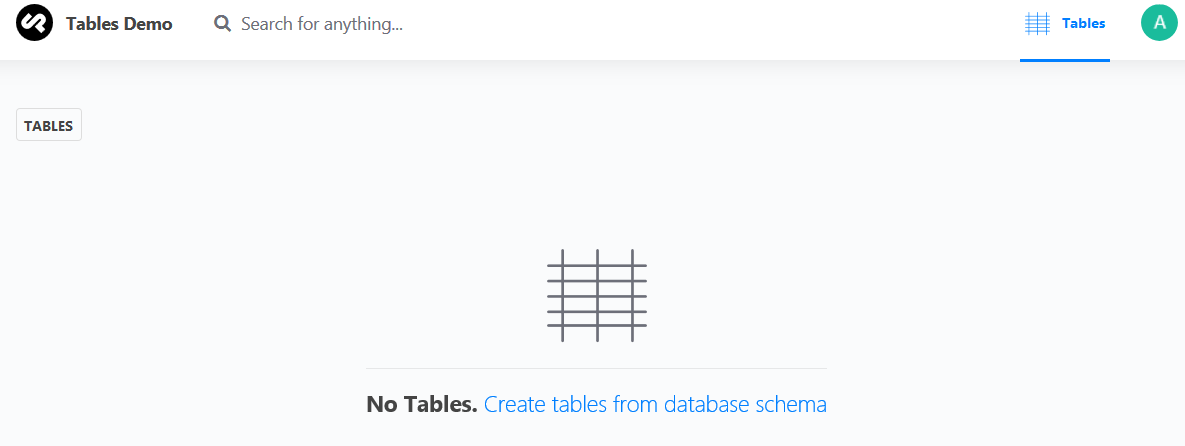 Tables Demo
Search for anything...
Tables
A
TABLES
No Tables. Create tables from database schema